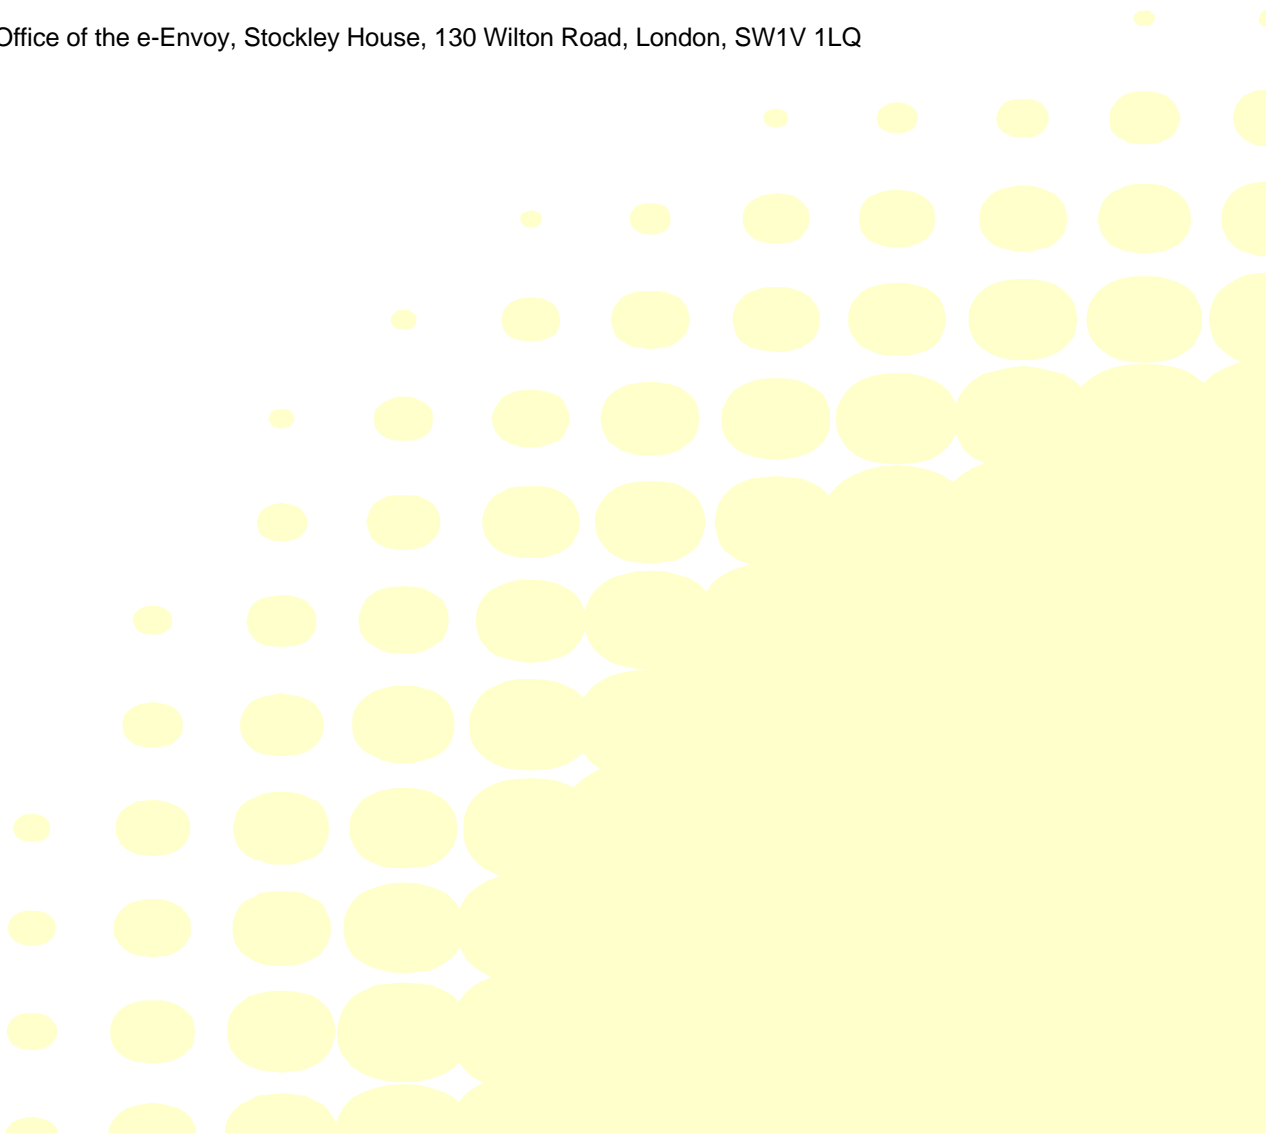 Office of the e-Envoy, Stockley House, 130 Wilton Road, London, SW1V 1LQ